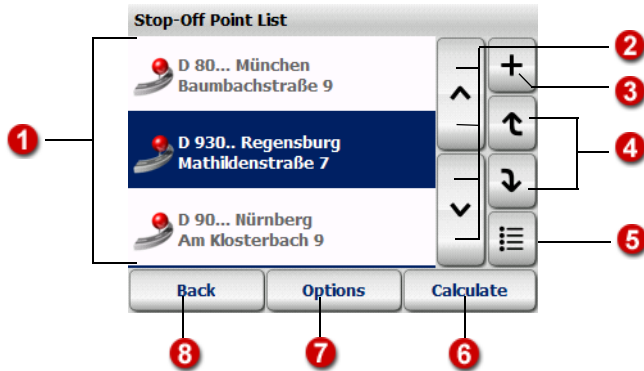 Stop-Off Point List
D 80... München
Baumbachstraße 9
D 930.. Regensburg
Mathildenstraße 7
D 90... Nürnberg
Am Klosterbach 9
Back
Options
Calculate
1
2
3
4
5
6
7
8